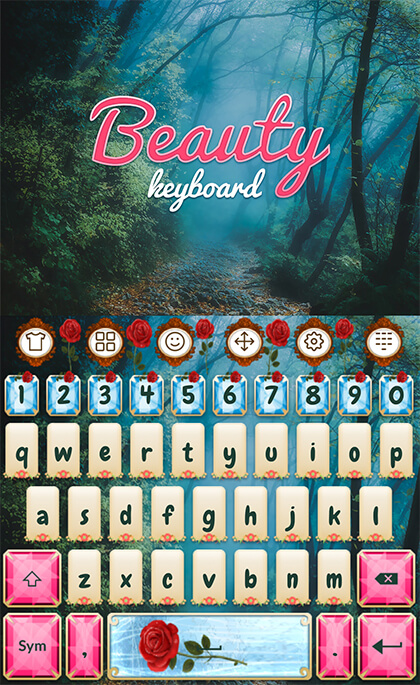 Beauty
keyboard
1 2 3 4 5 6 7 8 9 0
q w e r t y u i o p
a s d f g h j k l
z x c v b n m
Sym , .